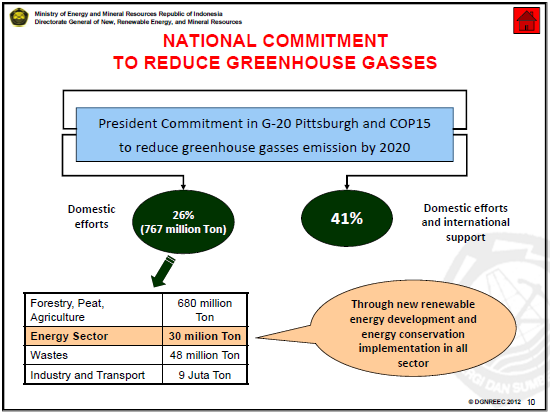 Ministry of Energy and Mineral Resources Republic of Indonesia
Directorate General of New, Renewable Energy, and Mineral Resources
NATIONAL COMMITMENT
TO REDUCE GREENHOUSE GASSES
President Commitment in G-20 Pittsburgh and COP15
to reduce greenhouse gasses emission by 2020
Domestic
efforts
26%
(767 million Ton)
41%
Domestic efforts
and international
support
Forestry, Peat,
Agriculture
680 million
Ton
Energy Sector
30 milion Ton
Wastes
48 million Ton
Industry and Transport
9 Juta Ton
Through new renewable
energy development and
energy conservation
implementation in all
sector
GI DAN SUM
© DGNREEC 2012
10